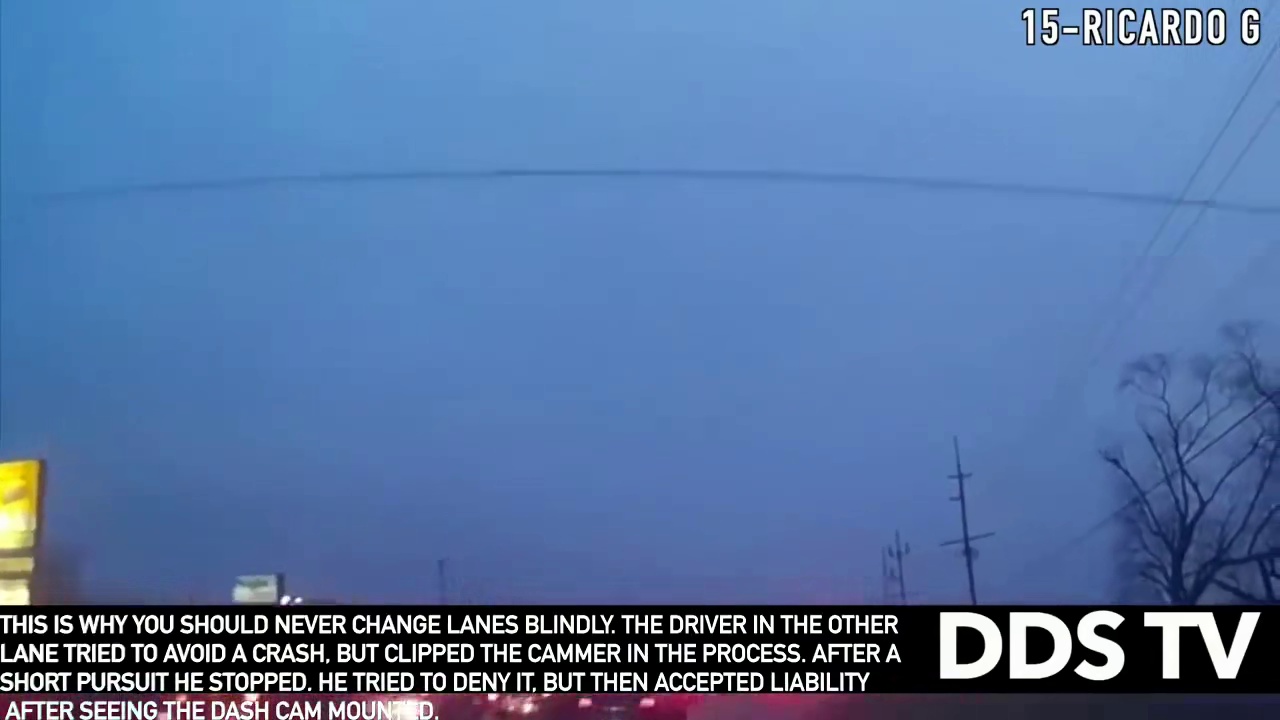 15-RICARDO G
THIS IS WHY YOU SHOULD NEVER CHANGE LANES BLINDLY. THE DRIVER IN THE OTHER
LANE TRIED TO AVOID A CRASH, BUT CLIPPED THE CAMMER IN THE PROCESS. AFTER A
SHORT PURSUIT HE STOPPED. HE TRIED TO DENY IT, BUT THEN ACCEPTED LIABILITY
AFTER SEEING THE DASH CAM MOUNTED.
DDS TV